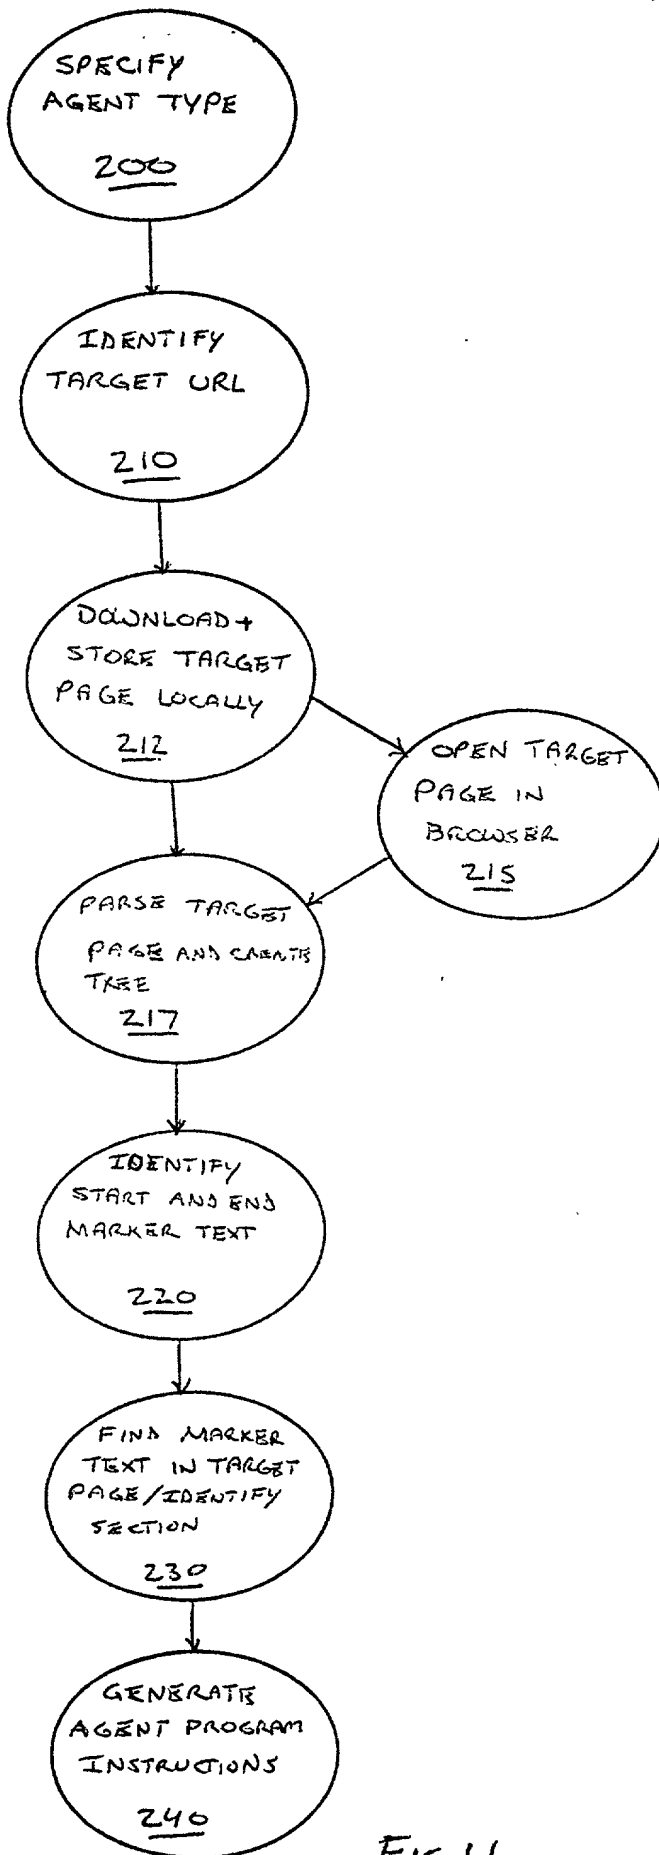 SPECIFY
AGENT TYPE
200
IDENTIFY
TARGET URL
210
DOWNLOAD +
STORE TARGET
PAGE LOCALLY
212
OPEN TARGET
PAGE IN
BROWSER
215
PARSE TARGET
PAGE AND CREATE
TREE
217
IDENTIFY
START AND END
MARKER TEXT
220
FIND MARKER
TEXT IN TARGET
PAGE/IDENTIFY
SECTION
230
GENERATE
AGENT PROGRAM
INSTRUCTIONS
240